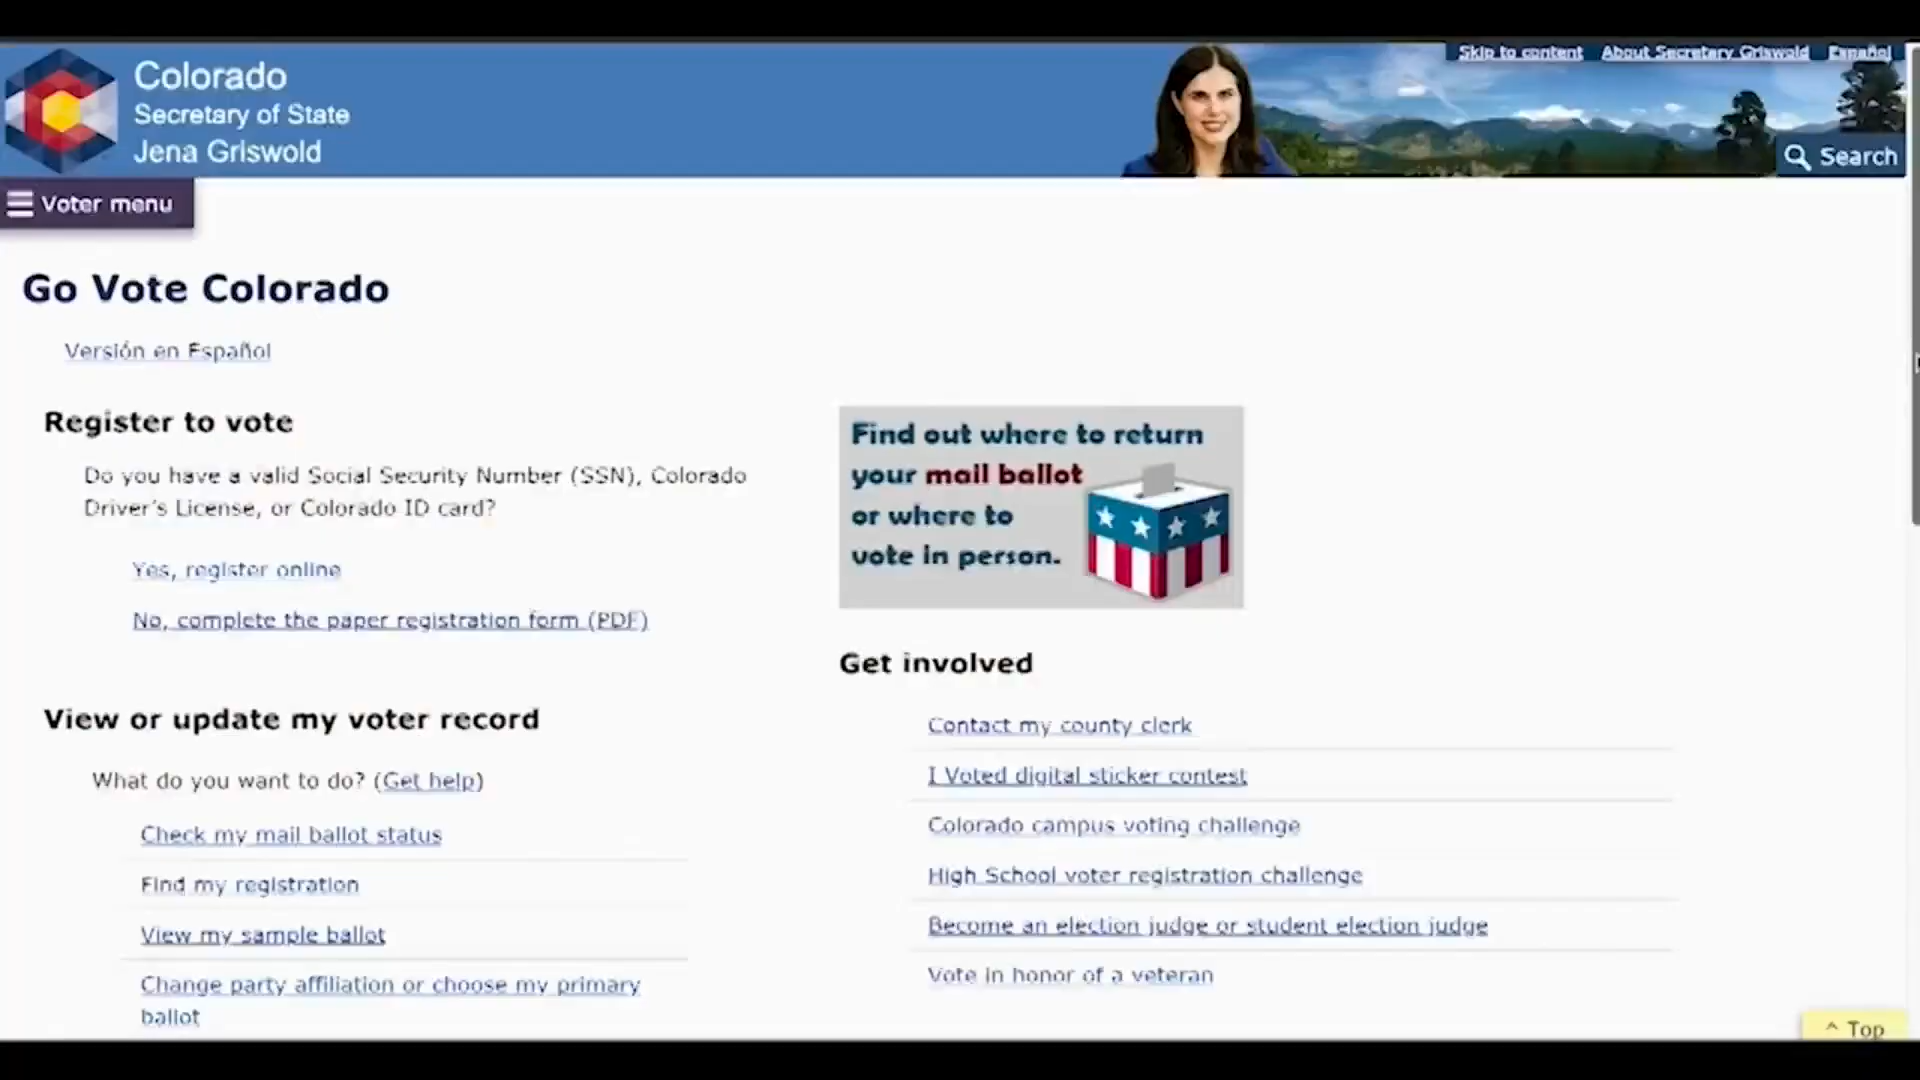 Skip to content About Secretary Griswold Español
Colorado
Secretary of State
Jena Griswold
Search
Voter menu
Go Vote Colorado
Versión en Español
Register to vote
Do you have a valid Social Security Number (SSN), Colorado
Driver's License, or Colorado ID card?
Yes, register online
No, complete the paper registration form (PDF)
View or update my voter record
What do you want to do? (Get help)
Check my mail ballot status
Find my registration
View my sample ballot
Change party affiliation or choose my primary
ballot
Find out where to return
your mail ballot
or where to
vote in person.
Get involved
Contact my county clerk
I Voted digital sticker contest
Colorado campus voting challenge
High School voter registration challenge
Become an election judge or student election judge
Vote in honor of a veteran
^ Top